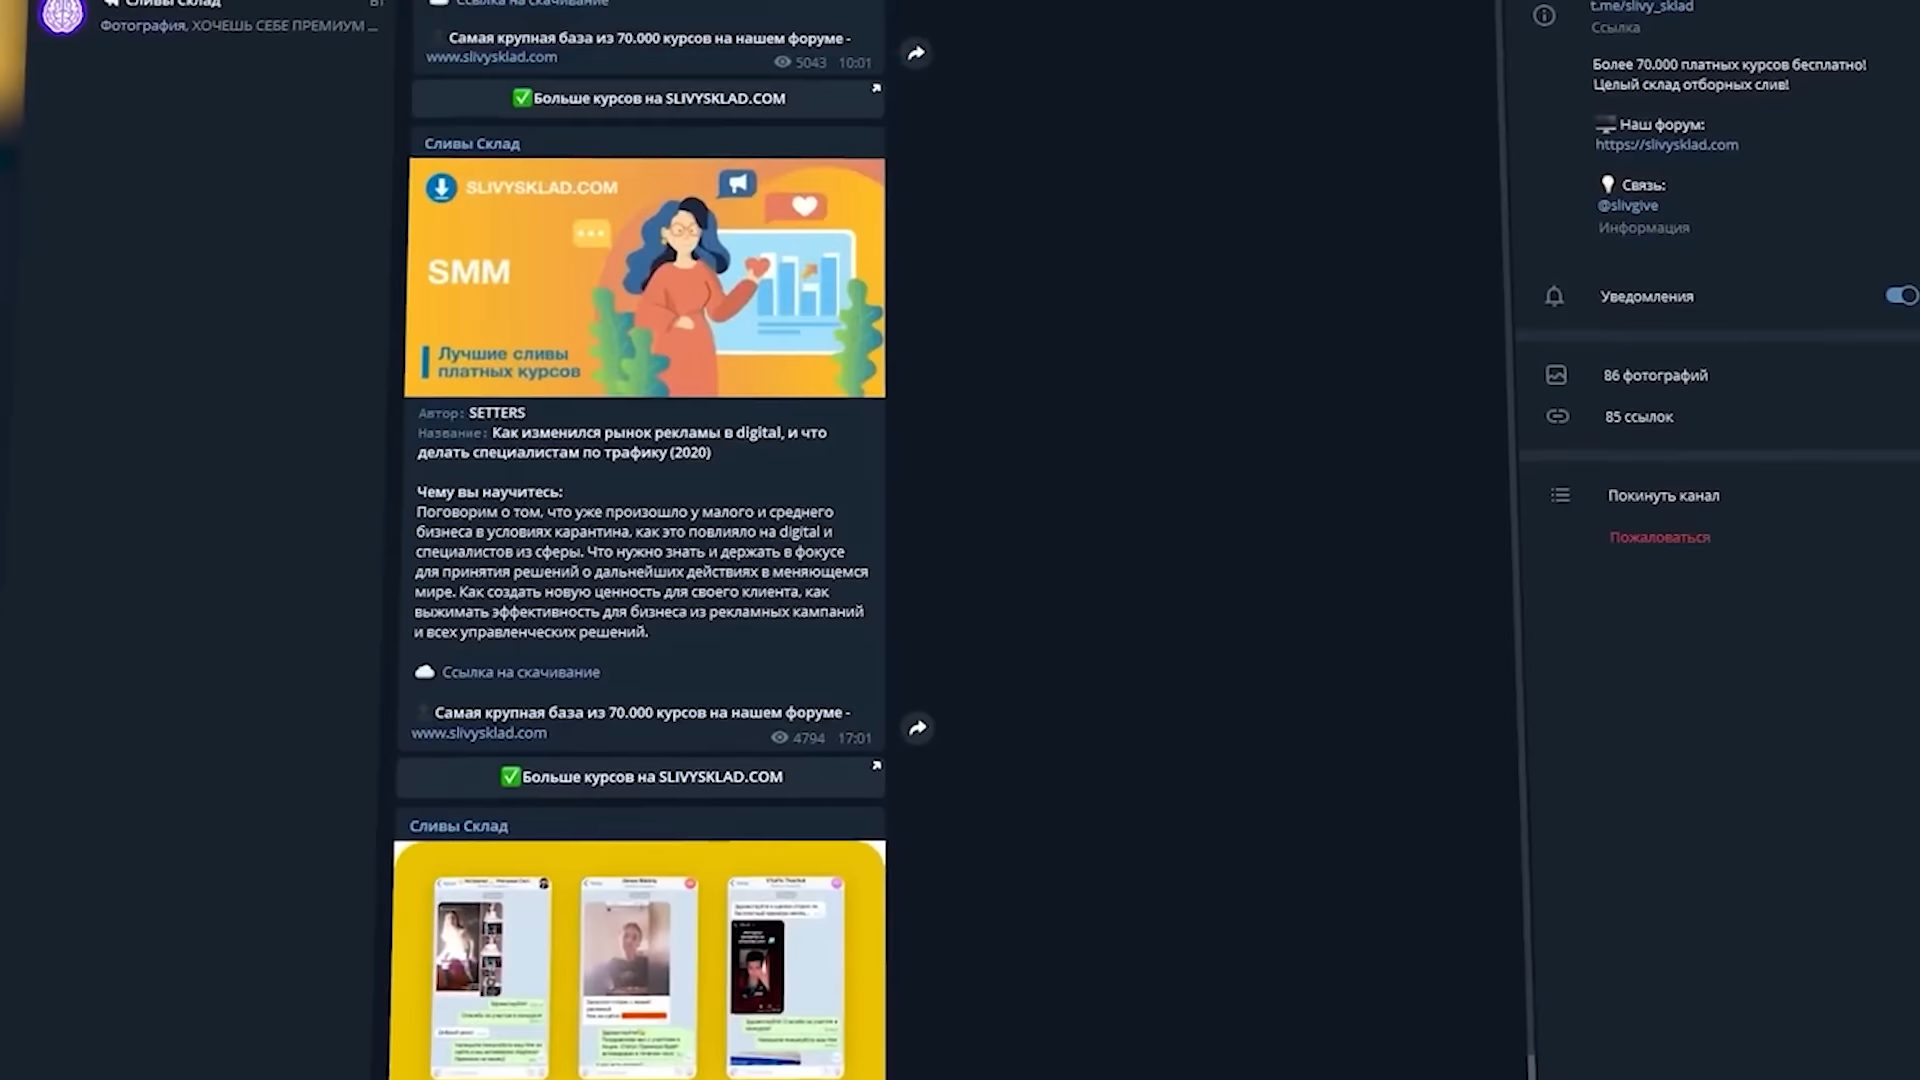 Сливы Склад
Вт
Фотография, ХОЧЕШЬ СЕБЕ ПРЕМИУМ ...
Ссылка на скачивание
Самая крупная база из 70.000 курсов на нашем форуме -
www.slivysklad.com
5043 10:01
Больше курсов на SLIVYSKLAD.COM
Сливы Склад
SLIVYSKLAD.COM
SMM
Лучшие сливы
платных курсов
Автор: SETTERS
Название: Как изменился рынок рекламы в digital, и что
делать специалистам по трафику (2020)
Чему вы научитесь:
Поговорим о том, что уже произошло у малого и среднего
бизнеса в условиях карантина, как это повлияло на digital и
специалистов из сферы. Что нужно знать и держать в фокусе
для принятия решений о дальнейших действиях в меняющемся
мире. Как создать новую ценность для своего клиента, как
выжимать эффективность для бизнеса из рекламных кампаний
и всех управленческих решений.
Ссылка на скачивание
Самая крупная база из 70.000 курсов на нашем форуме -
www.slivysklad.com
4794 17:01
Больше курсов на SLIVYSKLAD.COM
Сливы Склад
t.me/slivy_sklad
Ссылка
Более 70.000 платных курсов бесплатно!
Целый склад отборных слив!
Наш форум:
https://slivysklad.com
Связь:
@slivgive
Информация
Уведомления
86 фотографий
85 ссылок
Покинуть канал
Пожаловаться